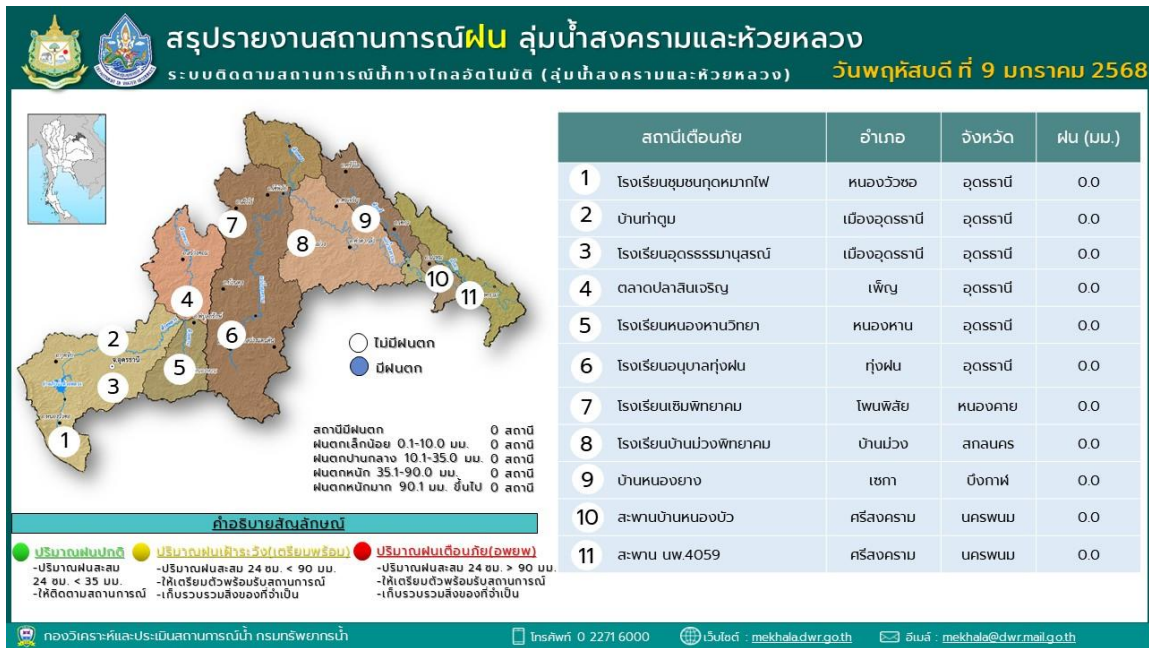 สรุปรายงานสถานการณ์ฝน ลุ่มน้ำสงครามและห้วยหลวง
ระบบติดตามสถานการณ์น้ำทางไกลอัตโนมัติ (ลุ่มน้ำสงครามและห้วยหลวง)
วันพฤหัสบดี ที่ 9 มกราคม 2568
7
9
8
10
11
4
2
6
5
3
1
จ.อุดรธานี
ไม่มีฝนตก
มีฝนตก
สถานีมีฝนตก 0 สถานี
ฝนตกเล็กน้อย 0.1-10.0 มม. 0 สถานี
ฝนตกปานกลาง 10.1-35.0 มม. 0 สถานี
ฝนตกหนัก 35.1-90.0 มม. 0 สถานี
ฝนตกหนักมาก 90.1 มม. ขึ้นไป 0 สถานี
สถานีเตือนภัย อำเภอ จังหวัด ฝน (มม.)
1 โรงเรียนชุมชนกุดหมากไฟ หนองวัวซอ อุดรธานี 0.0
2 บ้านท่าตูม เมืองอุดรธานี อุดรธานี 0.0
3 โรงเรียนอุดรธรรมานุสรณ์ เมืองอุดรธานี อุดรธานี 0.0
4 ตลาดปลาสินเจริญ เพ็ญ อุดรธานี 0.0
5 โรงเรียนหนองหานวิทยา หนองหาน อุดรธานี 0.0
6 โรงเรียนอนุบาลทุ่งฝน ทุ่งฝน อุดรธานี 0.0
7 โรงเรียนเซิมพิทยาคม โพนพิสัย หนองคาย 0.0
8 โรงเรียนบ้านม่วงพิทยาคม บ้านม่วง สกลนคร 0.0
9 บ้านหนองยาง เซกา บึงกาฬ 0.0
10 สะพานบ้านหนองบัว ศรีสงคราม นครพนม 0.0
11 สะพาน นพ.4059 ศรีสงคราม นครพนม 0.0
คำอธิบายสัญลักษณ์
ปริมาณฝนปกติ
-ปริมาณฝนสะสม
24 ชม. < 35 มม.
-ให้ติดตามสถานการณ์
ปริมาณฝนเฝ้าระวัง(เตรียมพร้อม)
-ปริมาณฝนสะสม 24 ชม. < 90 มม.
-ให้เตรียมตัวพร้อมรับสถานการณ์
-เก็บรวบรวมสิ่งของที่จำเป็น
ปริมาณฝนเตือนภัย(อพยพ)
-ปริมาณฝนสะสม 24 ชม. > 90 มม.
-ให้เตรียมตัวพร้อมรับสถานการณ์
-เก็บรวบรวมสิ่งของที่จำเป็น
กองวิเคราะห์และประเมินสถานการณ์น้ำ กรมทรัพยากรน้ำ
โทรศัพท์ 0 2271 6000
เว็บไซต์ : mekhala.dwr.go.th
อีเมล์ : mekhala@dwr.mail.go.th